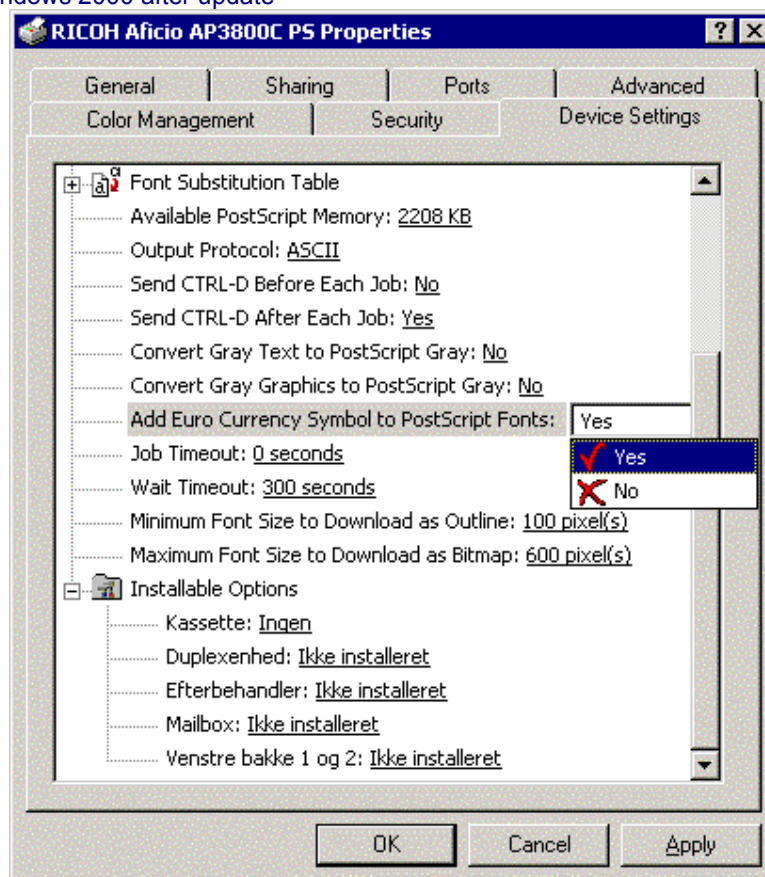 ndows 2000 after update
RICOH Aficio AP3800C PS Properties
General Sharing Ports Advanced
Color Management Security Device Settings
Font Substitution Table
Available PostScript Memory: 2208 KB
Output Protocol: ASCII
Send CTRL-D Before Each Job: No
Send CTRL-D After Each Job: Yes
Convert Gray Text to PostScript Gray: No
Convert Gray Graphics to PostScript Gray: No
Add Euro Currency Symbol to PostScript Fonts: Yes
Job Timeout: 0 seconds
Yes
Wait Timeout: 300 seconds
No
Minimum Font Size to Download as Outline: 100 pixel(s)
Maximum Font Size to Download as Bitmap: 600 pixel(s)
Installable Options
Kassette: Ingen
Duplexenhed: Ikke installeret
Efterbehandler: Ikke installeret
Mailbox: Ikke installeret
Venstre bakke 1 og 2: Ikke installeret
OK Cancel Apply